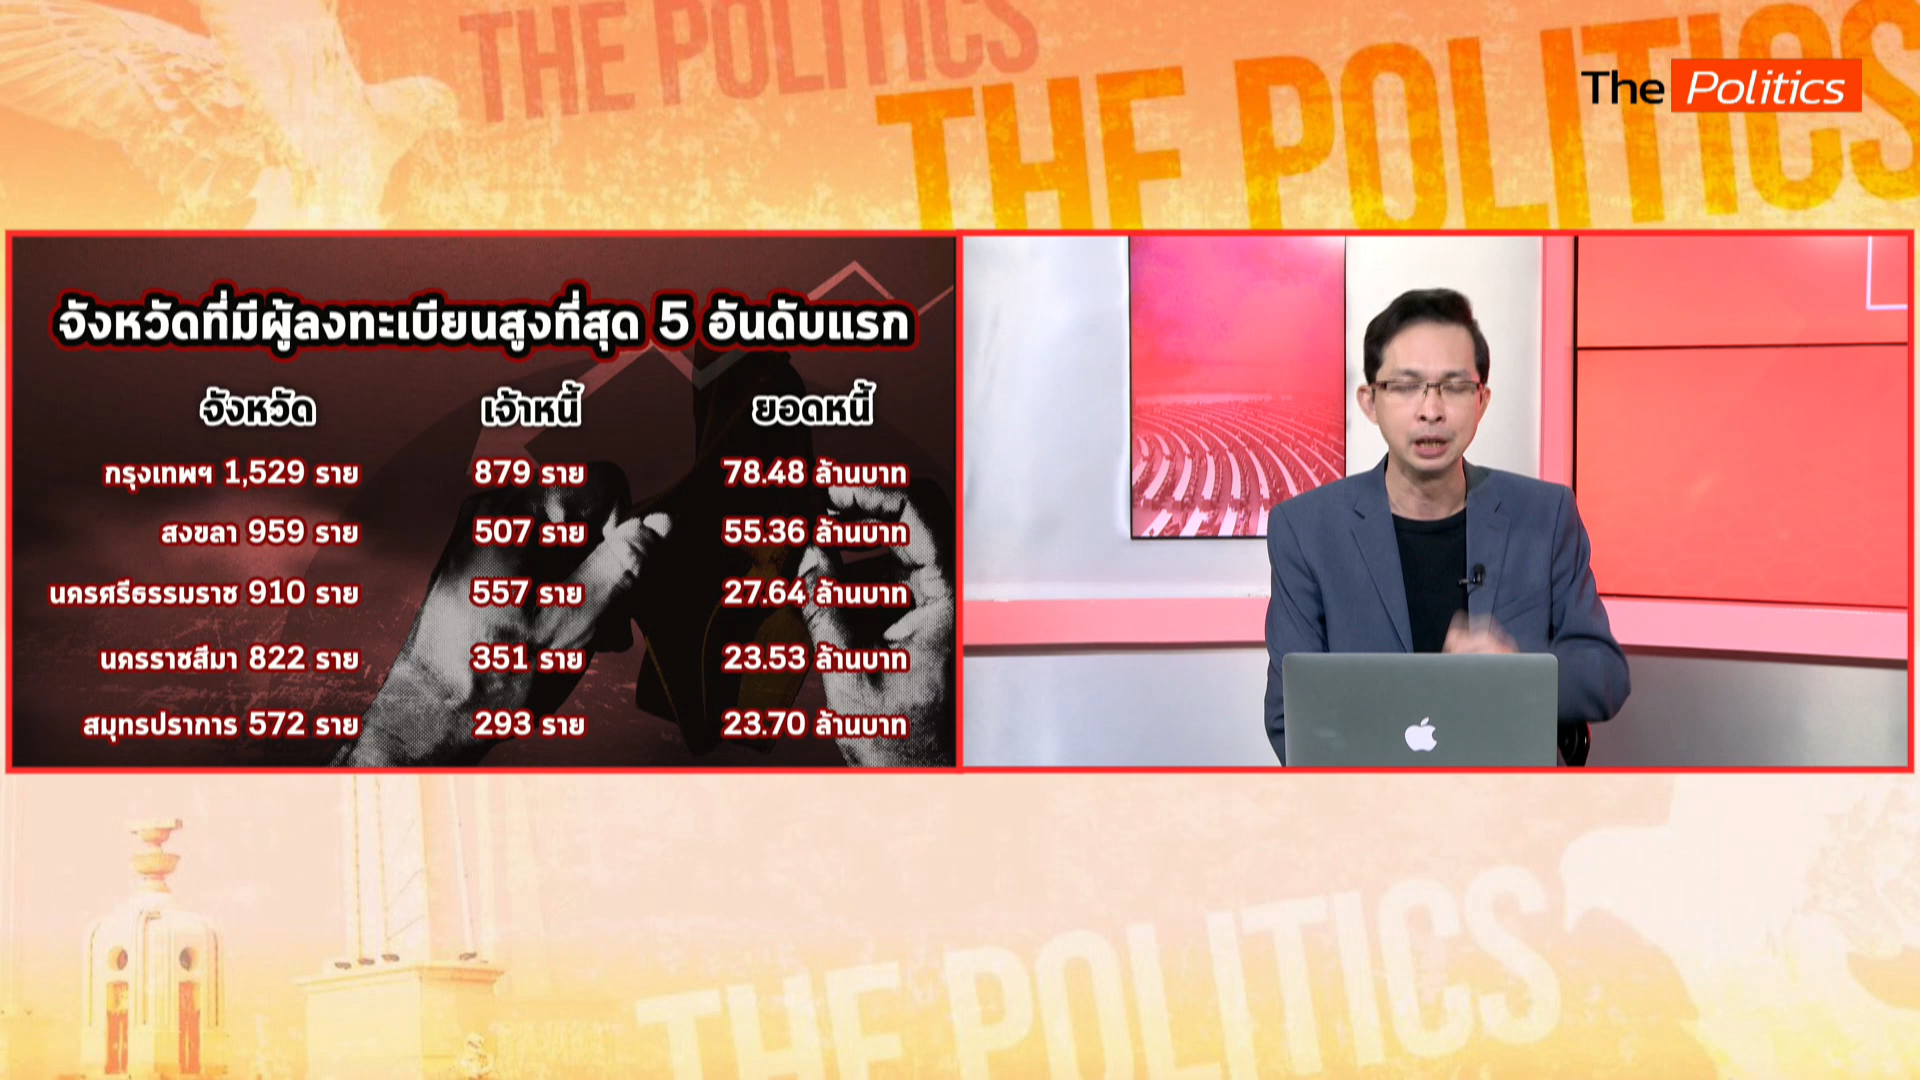 THE POLITICS
THE POLITICS
The Politics
จังหวัดที่มีผู้ลงทะเบียนสูงที่สุด 5 อันดับแรก
จังหวัด เจ้าหนี้ ยอดหนี้
กรุงเทพฯ 1,529 ราย 879 ราย 78.48 ล้านบาท
สงขลา 959 ราย 507 ราย 55.36 ล้านบาท
นครศรีธรรมราช 910 ราย 557 ราย 27.64 ล้านบาท
นครราชสีมา 822 ราย 351 ราย 23.53 ล้านบาท
สมุทรปราการ 572 ราย 293 ราย 23.70 ล้านบาท
THE POLITICS